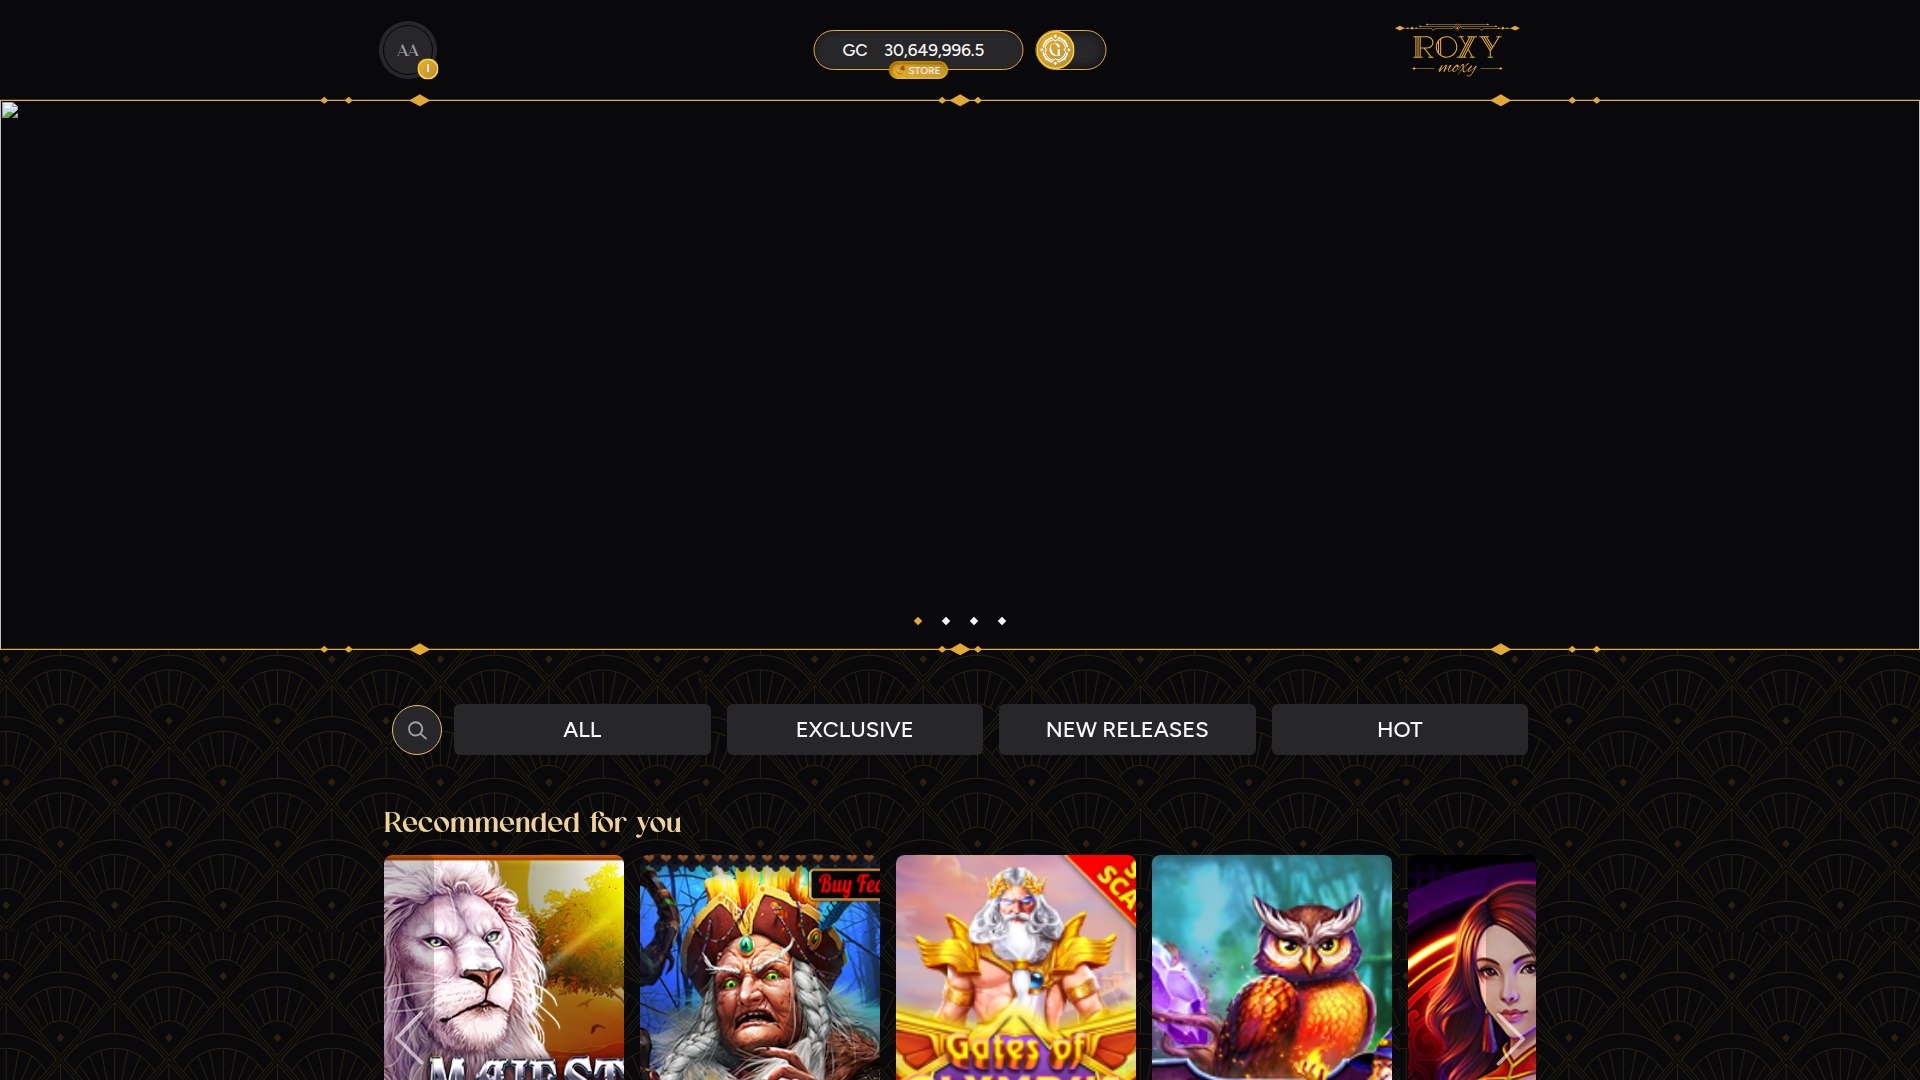 AA
I
GC 30,649,996.5
STORE
G
ROXY
moxy
ALL
EXCLUSIVE
NEW RELEASES
HOT
Recommended for you
Buy Fea
Gates of